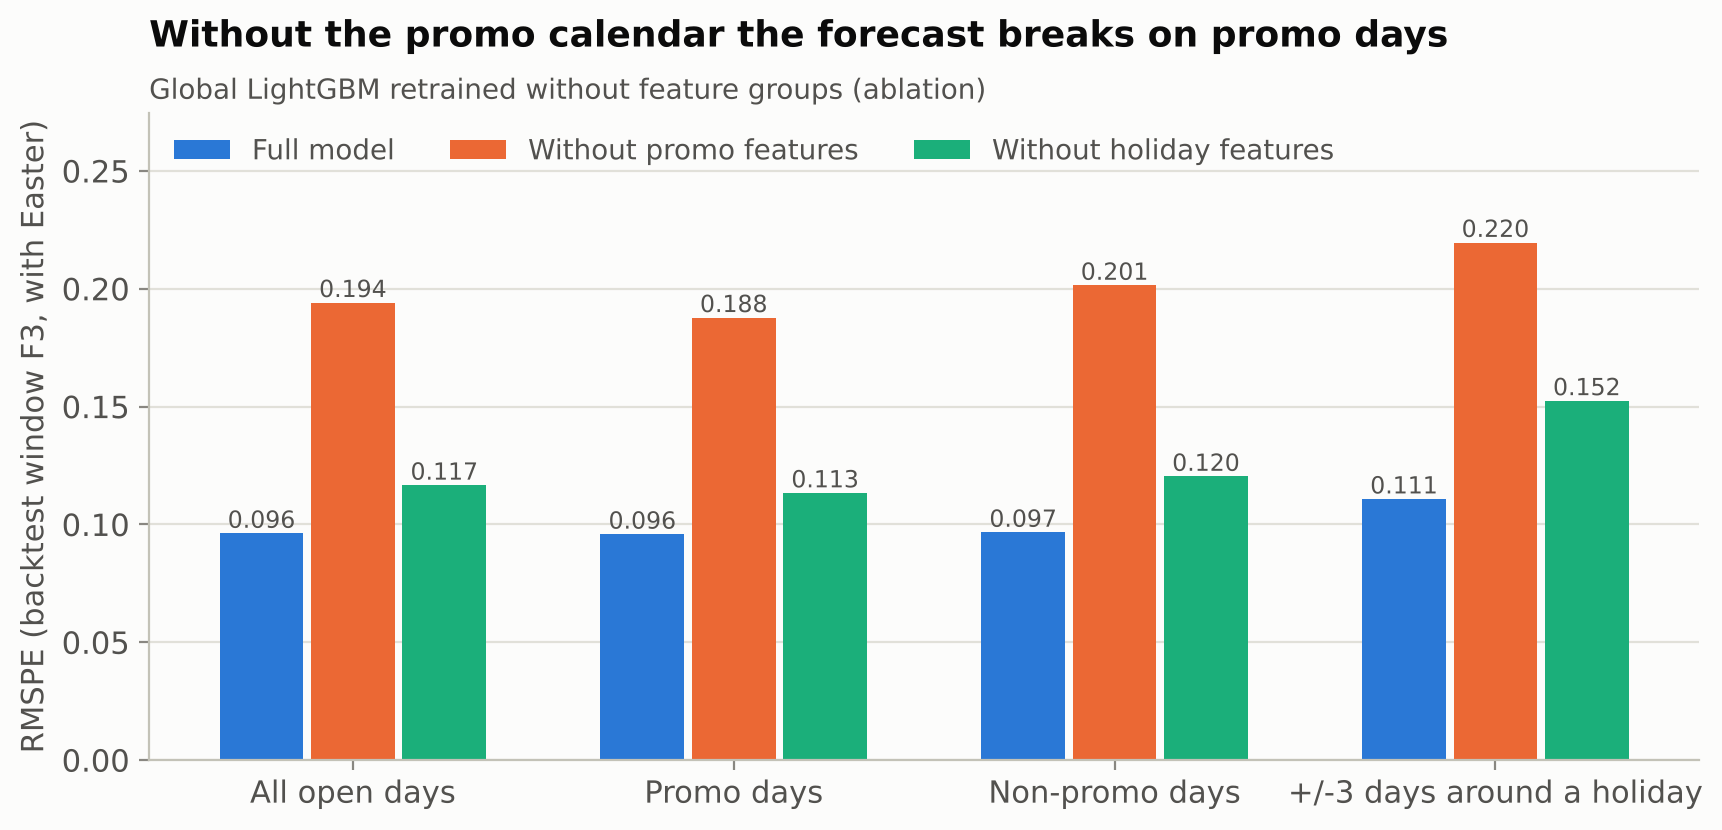 Without the promo calendar the forecast breaks on promo days
Global LightGBM retrained without feature groups (ablation)
Full model
Without promo features
Without holiday features
RMSPE (backtest window F3, with Easter)
0.25
0.20
0.15
0.10
0.05
0.00
0.096
0.194
0.117
0.096
0.188
0.113
0.097
0.201
0.120
0.111
0.220
0.152
All open days
Promo days
Non-promo days
+/-3 days around a holiday